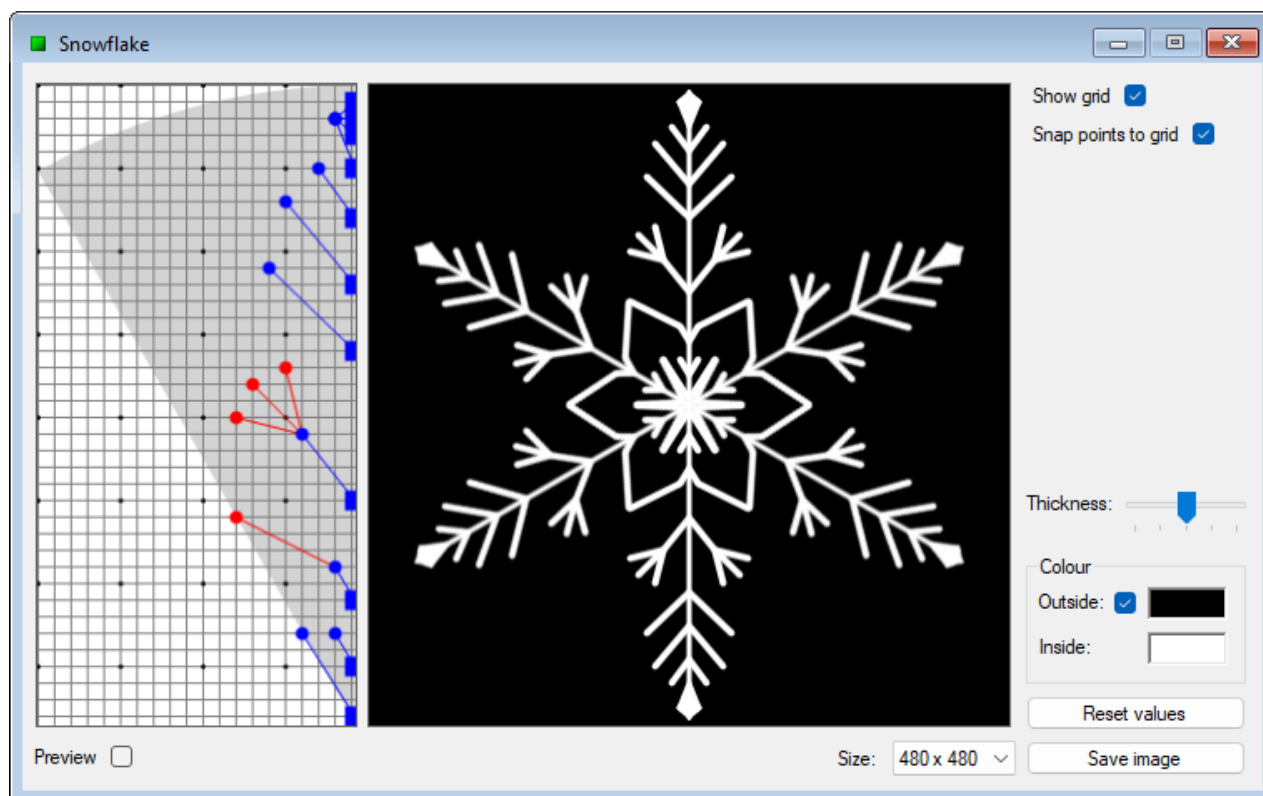 Snowflake
Show grid
Snap points to grid
Thickness:
Colour
Outside:
Inside:
Reset values
Preview
Size: 480 x 480
Save image